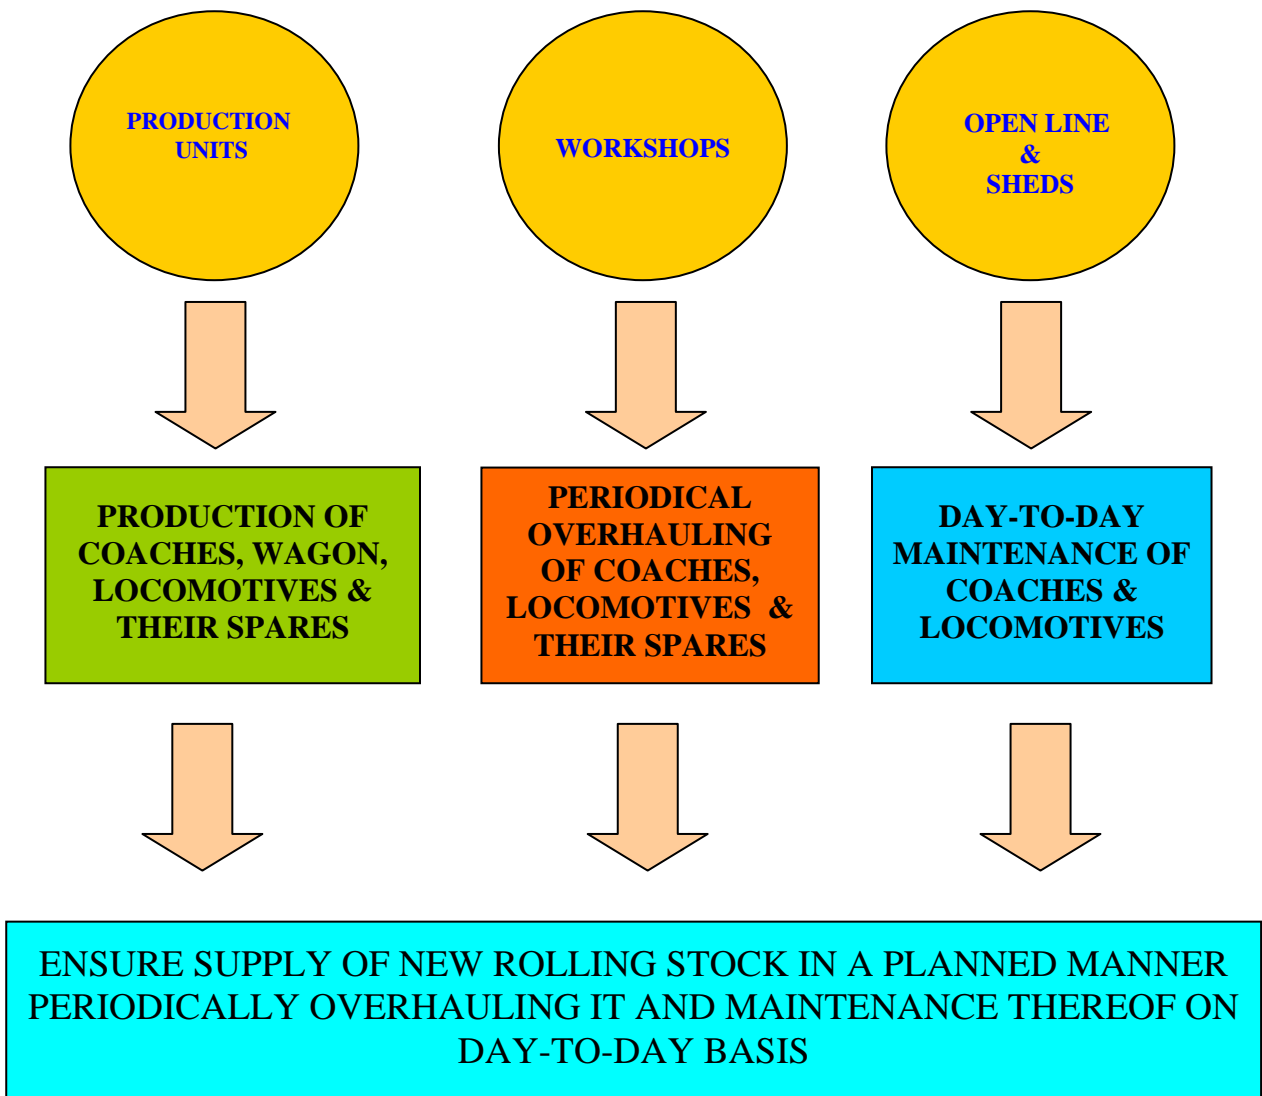 PRODUCTION
UNITS
WORKSHOPS
OPEN LINE
&
SHEDS
PRODUCTION OF
COACHES, WAGON,
LOCOMOTIVES &
THEIR SPARES
PERIODICAL
OVERHAULING
OF COACHES,
LOCOMOTIVES &
THEIR SPARES
DAY-TO-DAY
MAINTENANCE OF
COACHES &
LOCOMOTIVES
ENSURE SUPPLY OF NEW ROLLING STOCK IN A PLANNED MANNER
PERIODICALLY OVERHAULING IT AND MAINTENANCE THEREOF ON
DAY-TO-DAY BASIS